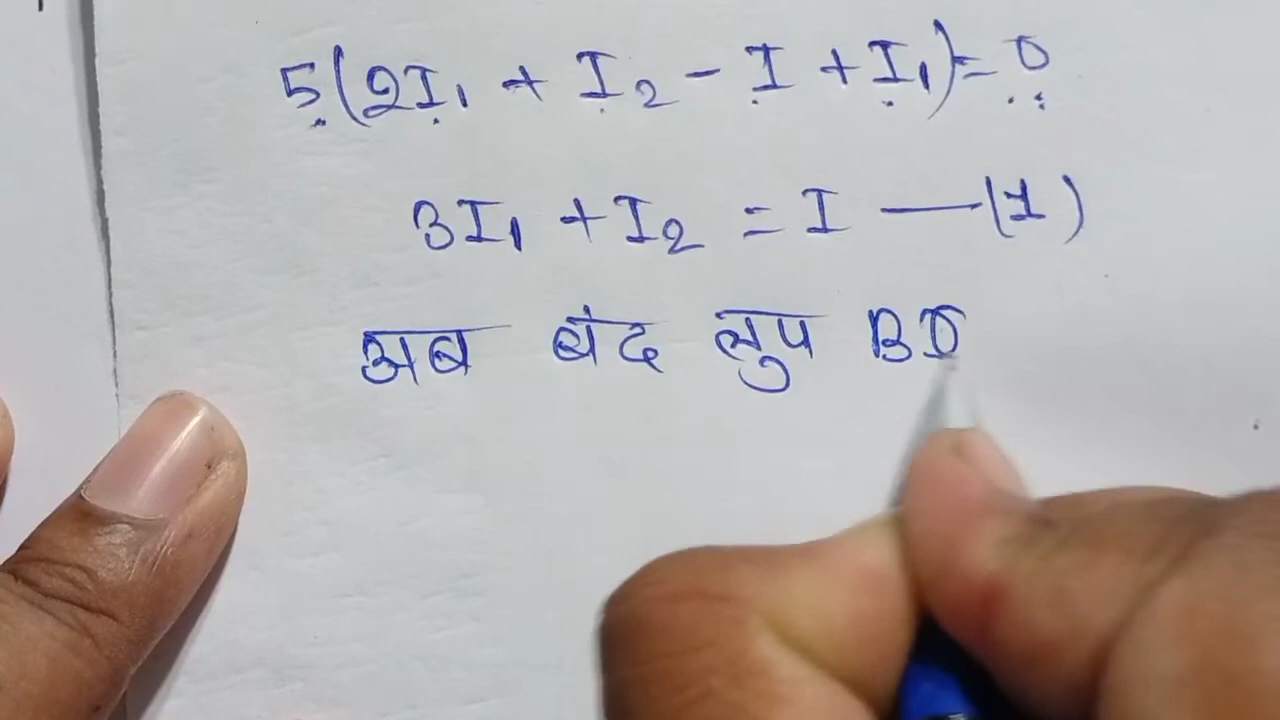 5(2I₁ + I₂ - I + I₁) = 0
3I₁ + I₂ = I —(1)
अब बंद लुप BD